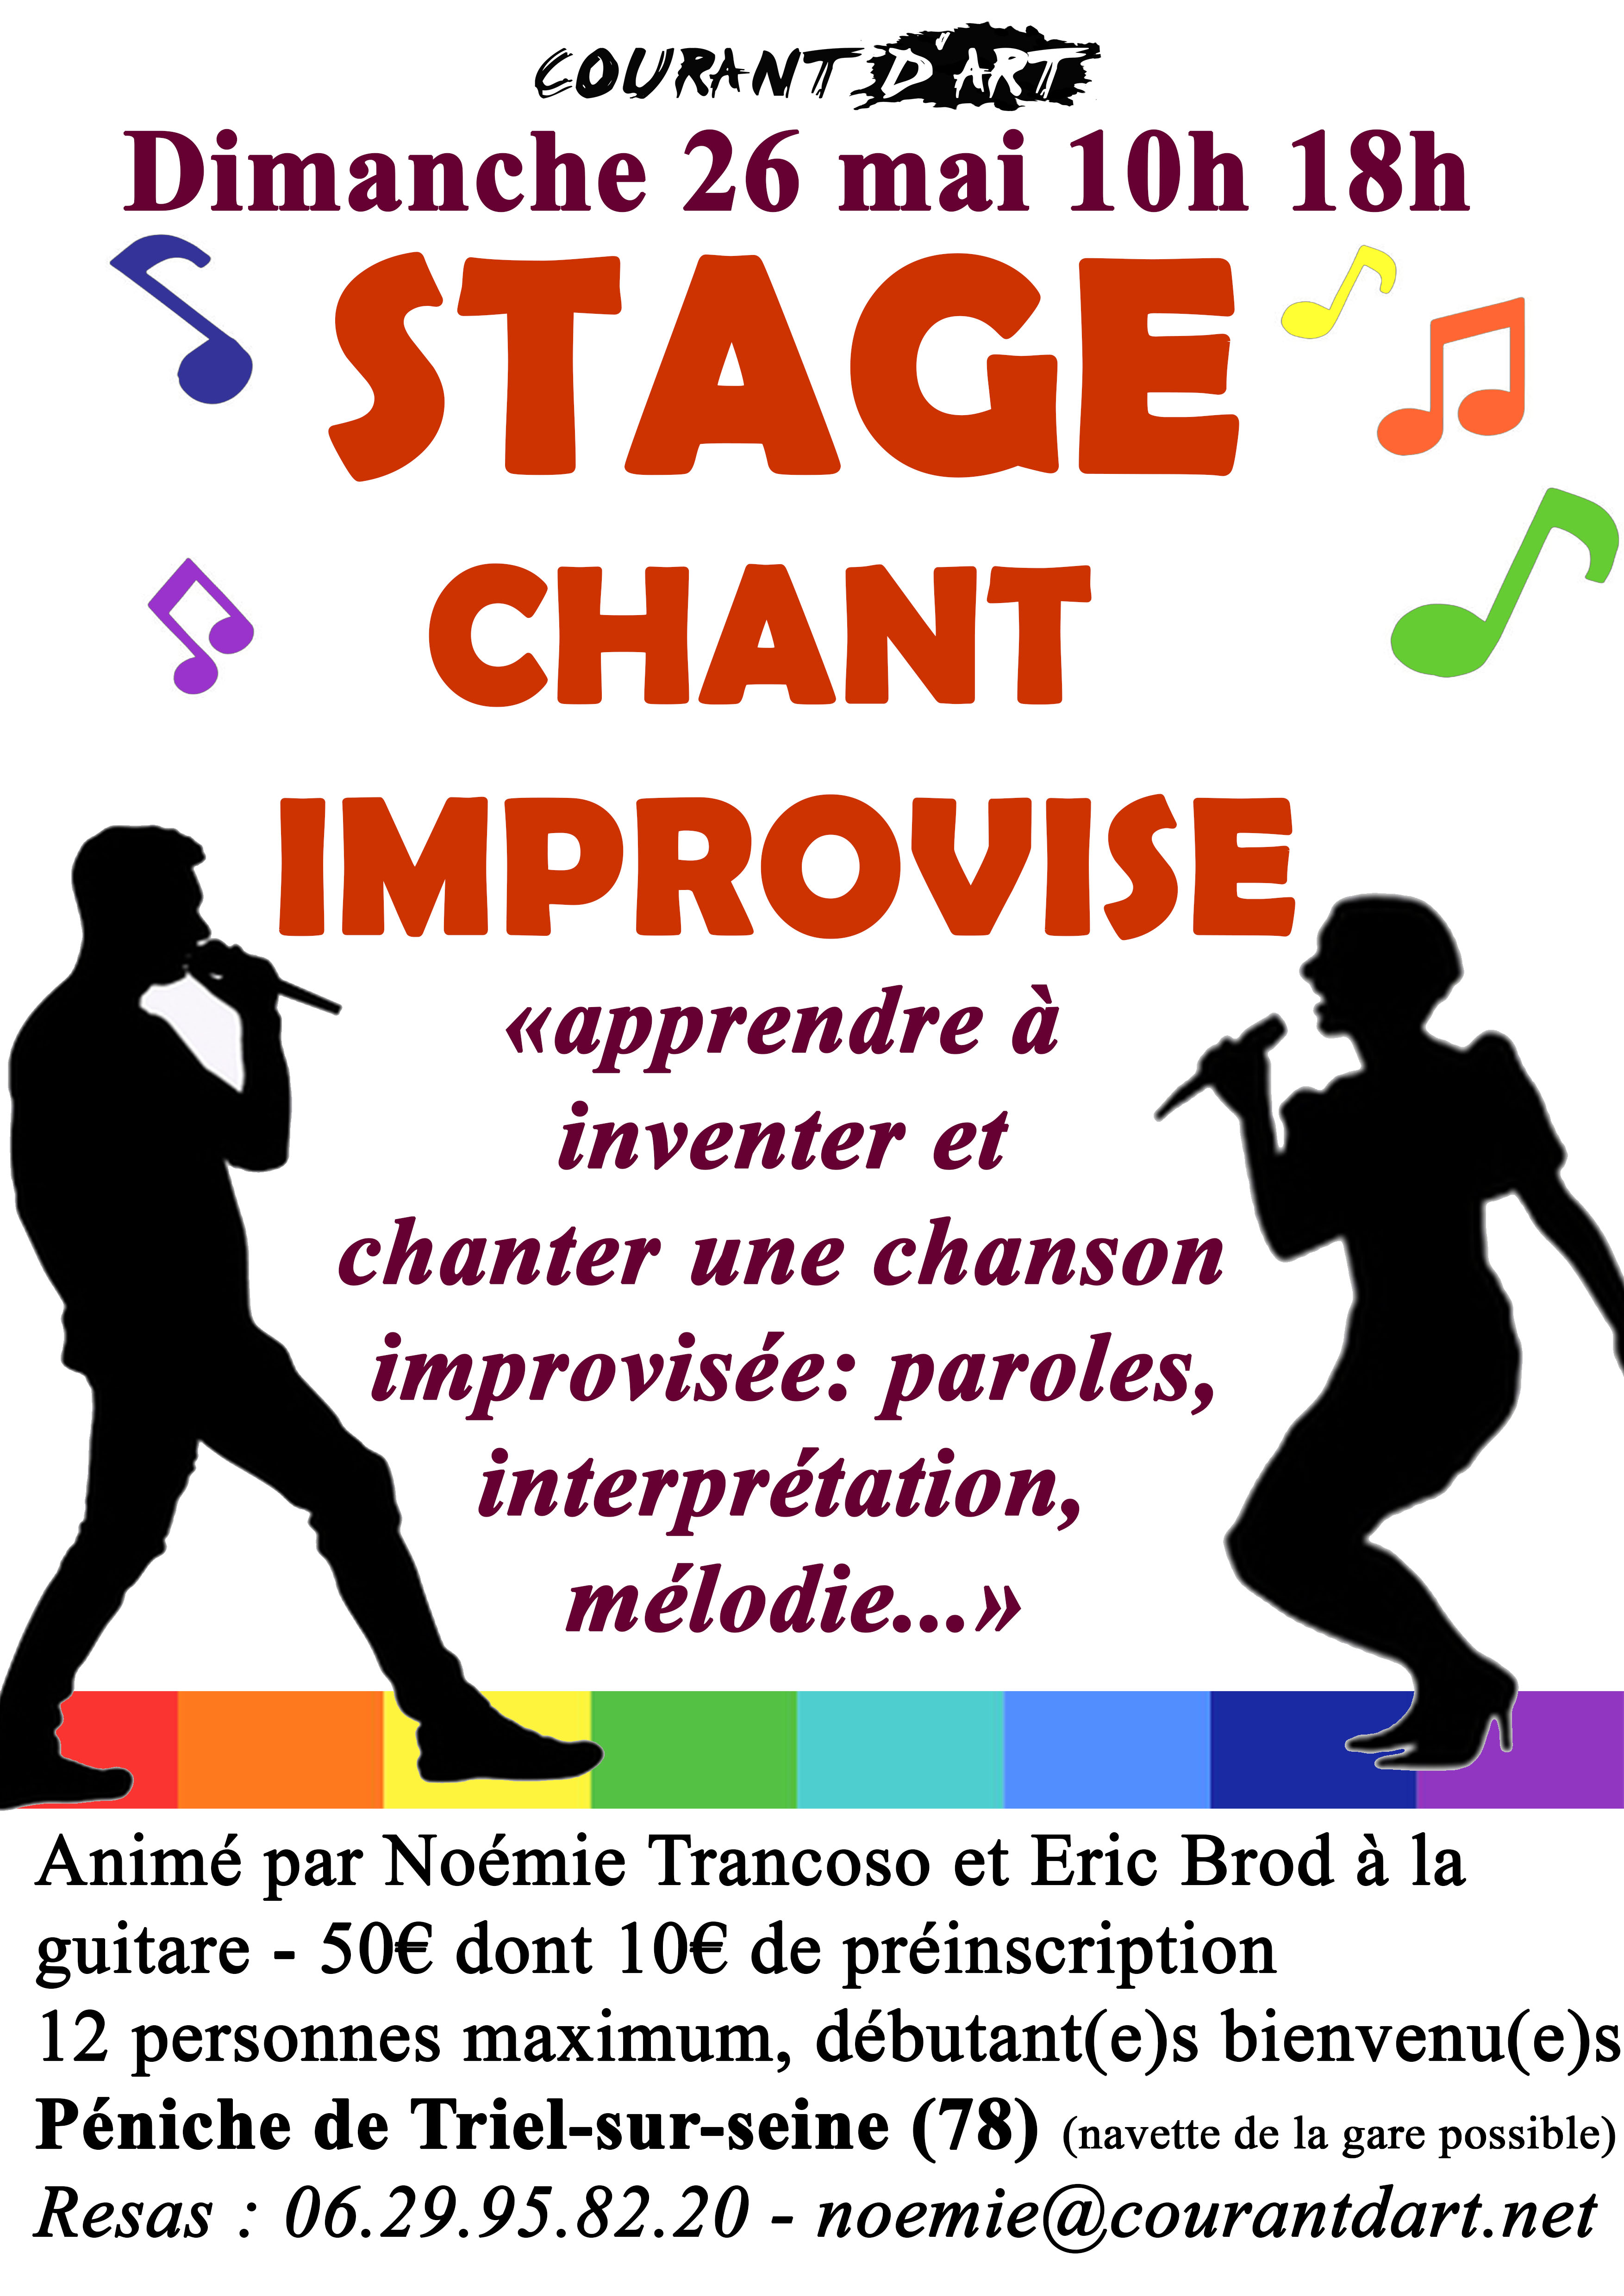 COURANT D'ART
Dimanche 26 mai 10h 18h
STAGE
CHANT
IMPROVISE
«apprendre à
inventer et
chanter une chanson
improvisée: paroles,
interprétation,
mélodie...»
Animé par Noémie Trancoso et Eric Brod à la
guitare - 50€ dont 10€ de préinscription
12 personnes maximum, débutant(e)s bienvenu(e)s
Péniche de Triel-sur-seine (78) (navette de la gare possible)
Resas : 06.29.95.82.20 - noemie@courantdart.net